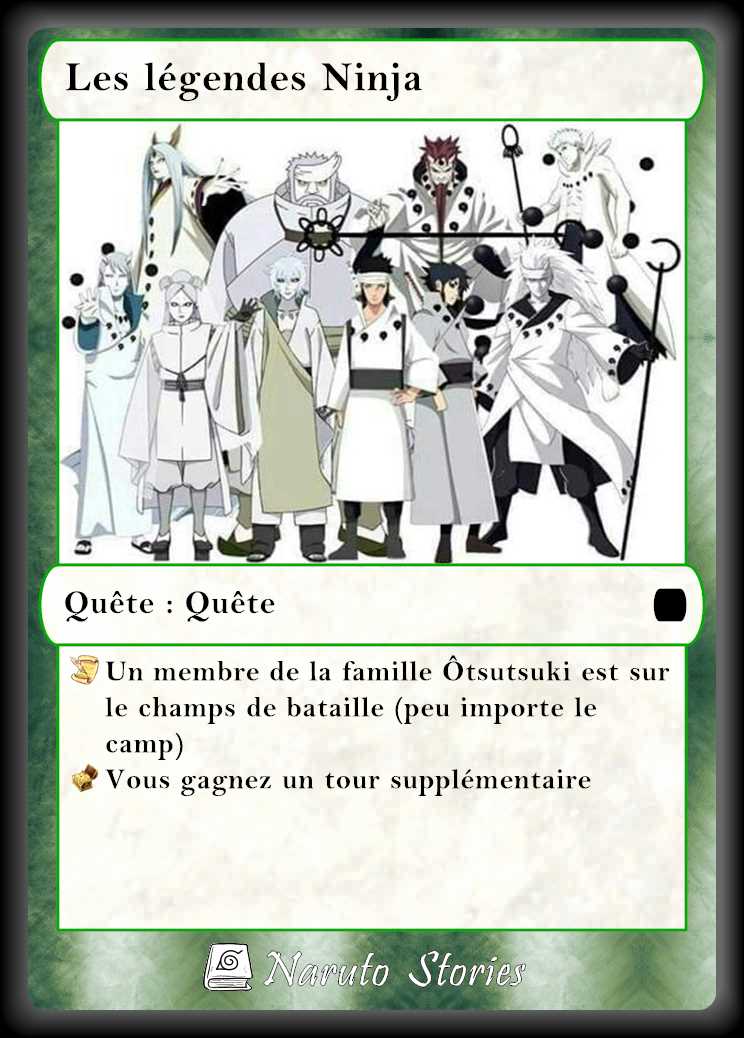 Les légendes Ninja
Quête : Quête
Un membre de la famille Ôtsutsuki est sur
le champs de bataille (peu importe le
camp)
Vous gagnez un tour supplémentaire
Naruto Stories